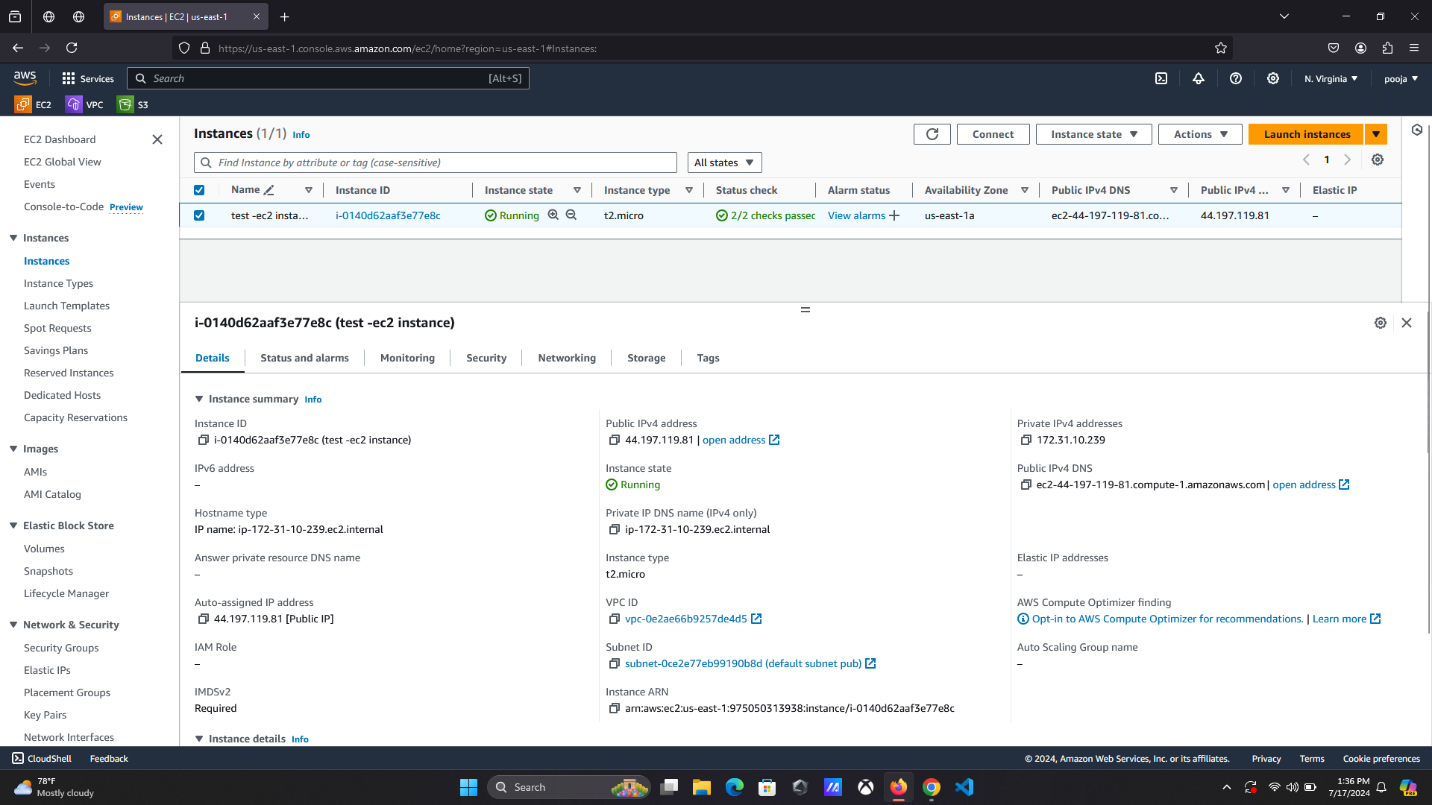 Instances | EC2 | us-east-1
https://us-east-1.console.aws.amazon.com/ec2/home?region=us-east-1#Instances:
aws Services Search [Alt+S] N. Virginia pooja
EC2 VPC S3
EC2 Dashboard
EC2 Global View
Events
Console-to-Code Preview
Instances
Instances
Instance Types
Launch Templates
Spot Requests
Savings Plans
Reserved Instances
Dedicated Hosts
Capacity Reservations
Images
AMIs
AMI Catalog
Elastic Block Store
Volumes
Snapshots
Lifecycle Manager
Network & Security
Security Groups
Elastic IPs
Placement Groups
Key Pairs
Network Interfaces
Instances (1/1) Info Connect Instance state Actions Launch instances
Find Instance by attribute or tag (case-sensitive) All states 1
Name Instance ID Instance state Instance type Status check Alarm status Availability Zone Public IPv4 DNS Public IPv4 ... Elastic IP
test -ec2 insta... i-0140d62aaf3e77e8c Running t2.micro 2/2 checks passed View alarms + us-east-1a ec2-44-197-119-81.co... 44.197.119.81 –
i-0140d62aaf3e77e8c (test -ec2 instance)
Details Status and alarms Monitoring Security Networking Storage Tags
Instance summary Info
Instance ID Public IPv4 address Private IPv4 addresses
i-0140d62aaf3e77e8c (test -ec2 instance) 44.197.119.81 | open address 172.31.10.239
IPv6 address Instance state Public IPv4 DNS
– Running ec2-44-197-119-81.compute-1.amazonaws.com | open address
Hostname type Private IP DNS name (IPv4 only)
IP name: ip-172-31-10-239.ec2.internal ip-172-31-10-239.ec2.internal
Answer private resource DNS name Instance type Elastic IP addresses
– t2.micro –
Auto-assigned IP address VPC ID AWS Compute Optimizer finding
44.197.119.81 [Public IP] vpc-0e2ae66b9257de4d5 Opt-in to AWS Compute Optimizer for recommendations. | Learn more
IAM Role Subnet ID Auto Scaling Group name
– subnet-0ce2e77eb99190b8d (default subnet pub) –
IMDSv2 Instance ARN
Required arn:aws:ec2:us-east-1:975050313938:instance/i-0140d62aaf3e77e8c
Instance details Info
CloudShell Feedback © 2024, Amazon Web Services, Inc. or its affiliates. Privacy Terms Cookie preferences
78°F
Mostly cloudy
Search
1:36 PM
7/17/2024